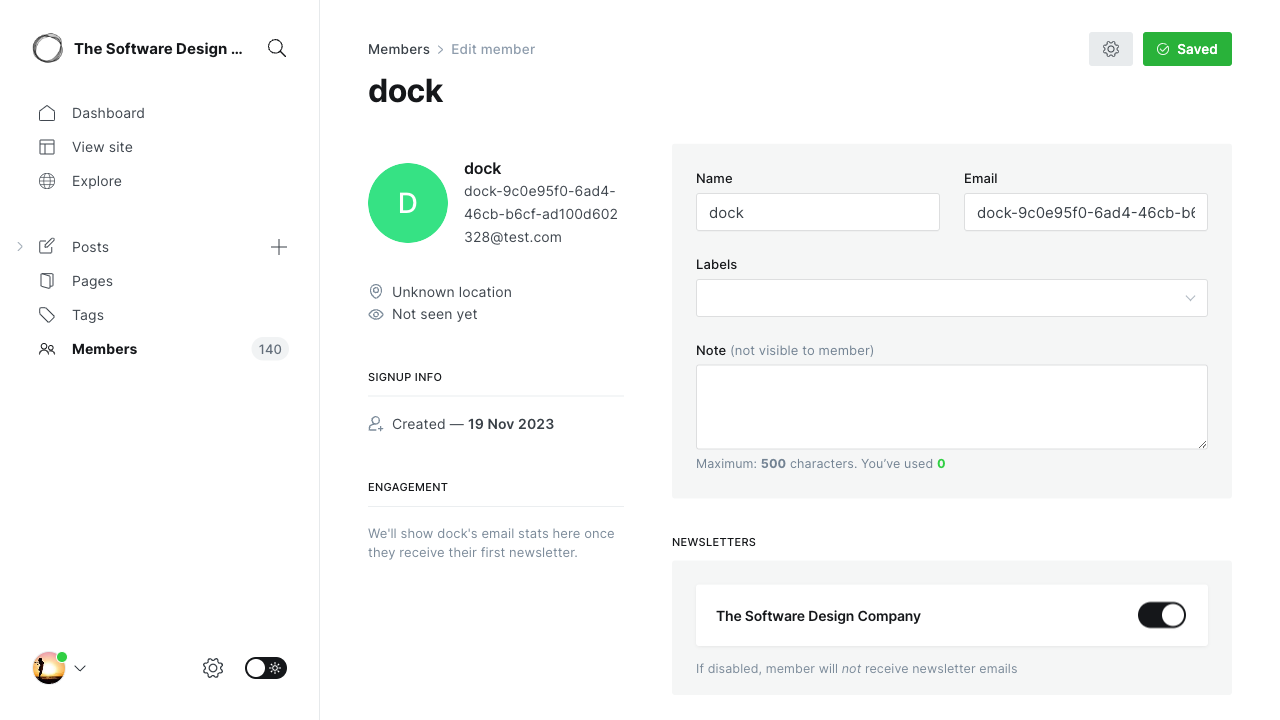 The Software Design ...
Dashboard
View site
Explore
Posts
Pages
Tags
Members
140
Members
Edit member
Saved
dock
D
dock
dock-9c0e95f0-6ad4-
46cb-b6cf-ad100d602
328@test.com
Unknown location
Not seen yet
SIGNUP INFO
Created — 19 Nov 2023
ENGAGEMENT
We'll show dock's email stats here once
they receive their first newsletter.
Name
Email
dock
dock-9c0e95f0-6ad4-46cb-b6
Labels
Note (not visible to member)
Maximum: 500 characters. You've used 0
NEWSLETTERS
The Software Design Company
If disabled, member will not receive newsletter emails